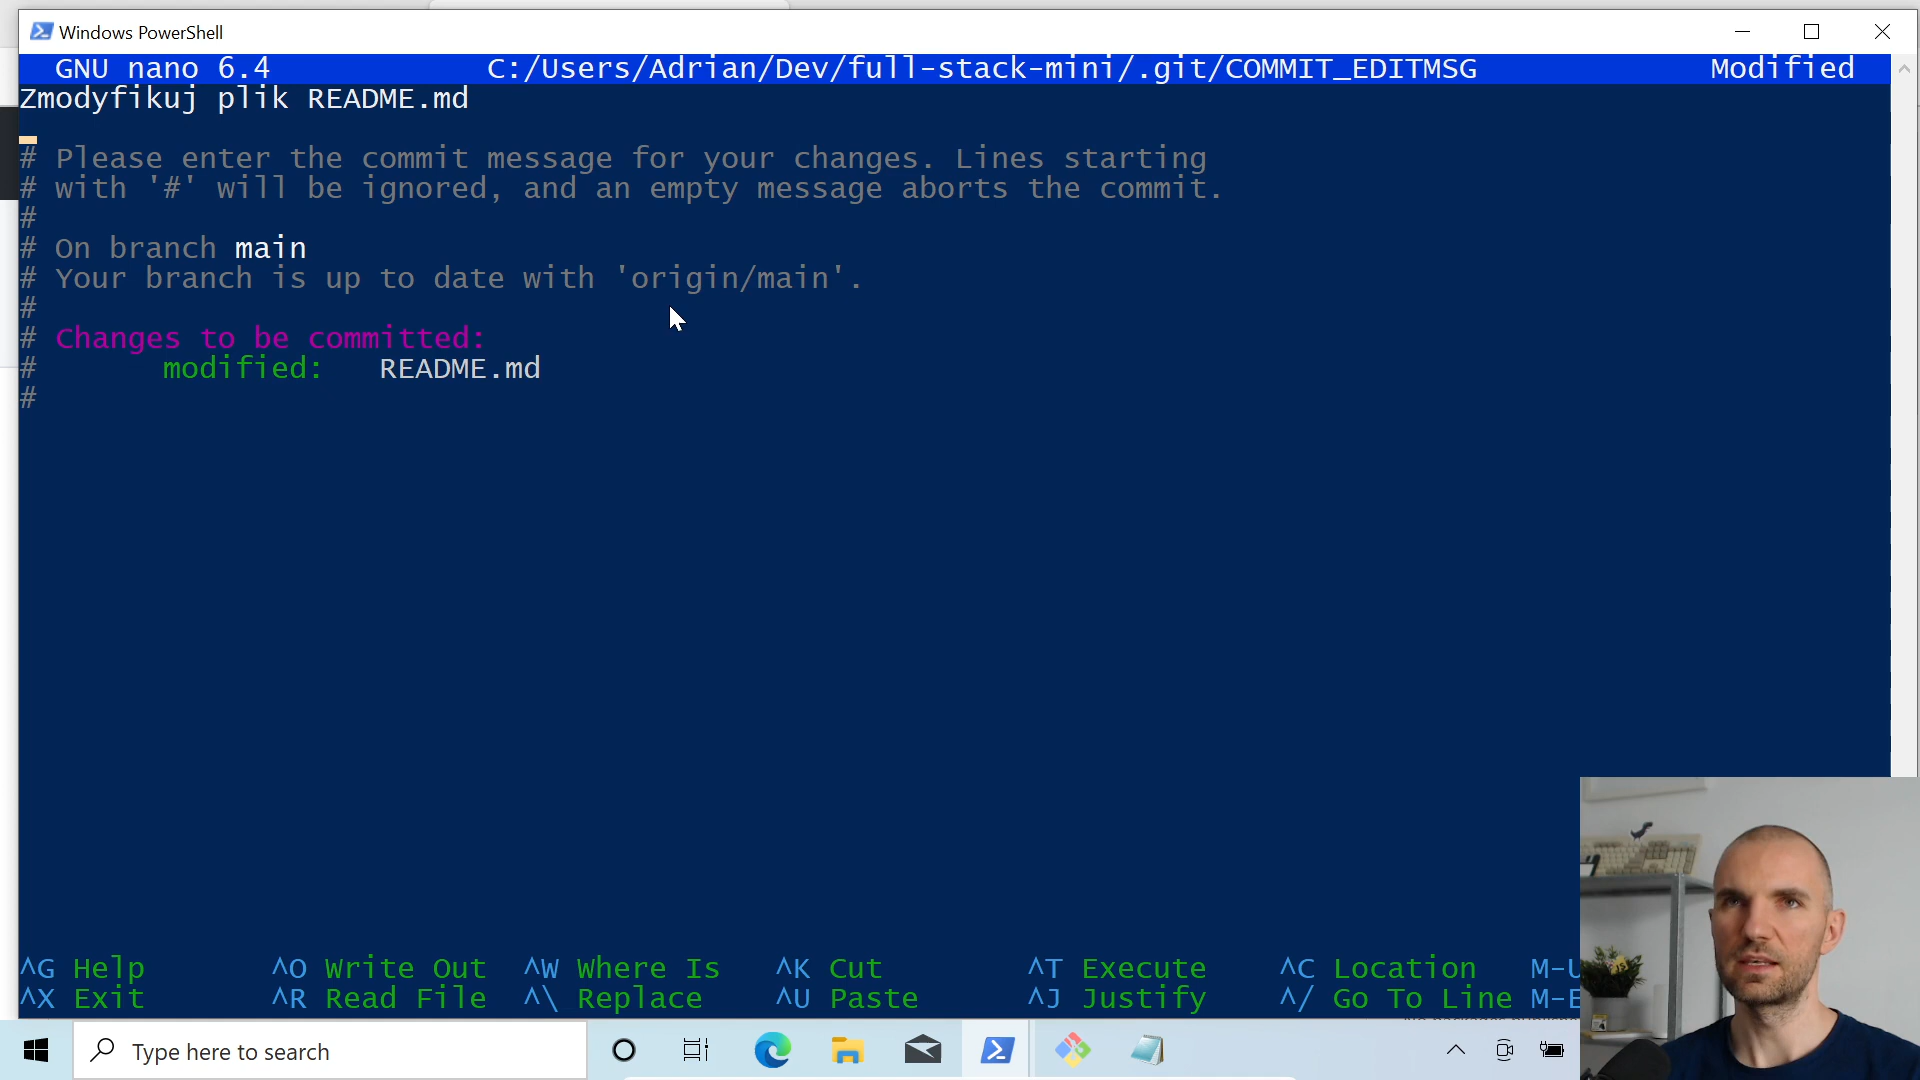 Windows PowerShell
GNU nano 6.4 C:/Users/Adrian/Dev/full-stack-mini/.git/COMMIT_EDITMSG Modified
Zmodyfikuj plik README.md
# Please enter the commit message for your changes. Lines starting
# with '#' will be ignored, and an empty message aborts the commit.
#
# On branch main
# Your branch is up to date with 'origin/main'.
#
# Changes to be committed:
# modified: README.md
#
^G Help ^O Write Out ^W Where Is ^K Cut ^T Execute ^C Location M-U
^X Exit ^R Read File ^\ Replace ^U Paste ^J Justify ^/ Go To Line M-E
Type here to search